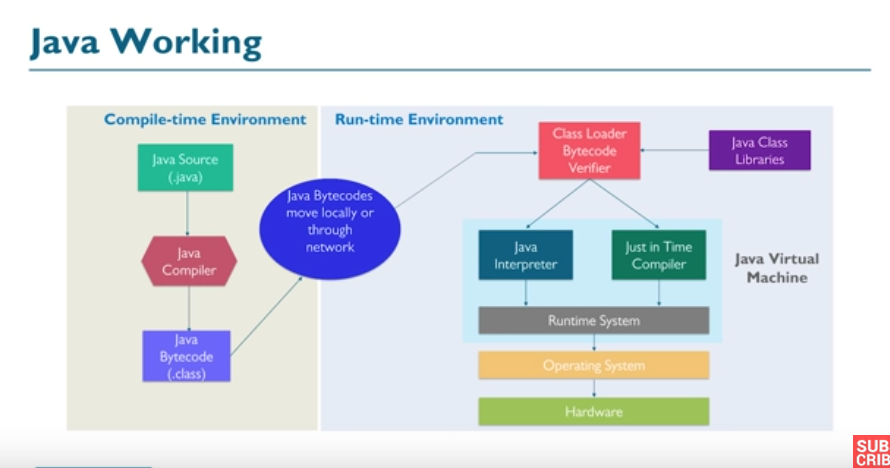 Java Working
Compile-time Environment
Run-time Environment
Java Source
(.java)
Java
Compiler
Java
Bytecode
(.class)
Java Bytecodes
move locally or
through
network
Class Loader
Bytecode
Verifier
Java Class
Libraries
Java
Interpreter
Just in Time
Compiler
Java Virtual
Machine
Runtime System
Operating System
Hardware
SUB
CRIB